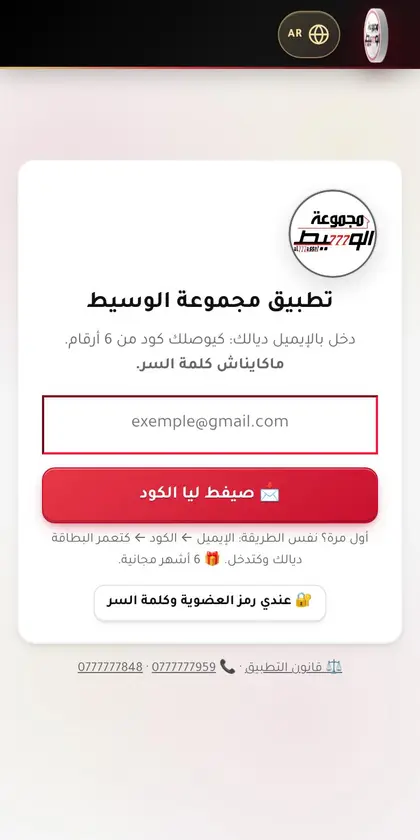 AR
مجموعة
الوسيط
777
تطبيق مجموعة الوسيط
دخل بالإيميل ديالك: كيوصلك كود من 6 أرقام.
ماكايناش كلمة السر.
exemple@gmail.com
📩 صيفط ليا الكود
أول مرة؟ نفس الطريقة: الإيميل ← الكود ← كتعمر البطاقة
ديالك وكتدخل. 🎁 6 أشهر مجانية.
🔐 عندي رمز العضوية وكلمة السر
⚖️ قانون التطبيق · 📞 0777777959 · 0777777848